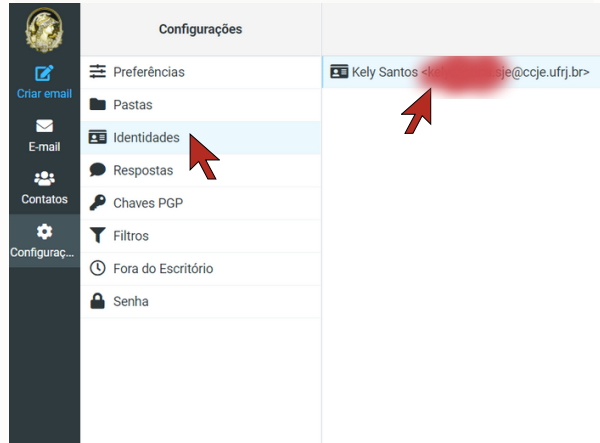 Configurações
Criar email
E-mail
Contatos
Configuraç...
Preferências
Pastas
Identidades
Respostas
Chaves PGP
Filtros
Fora do Escritório
Senha
Kely Santos @ccje.ufrj.br>